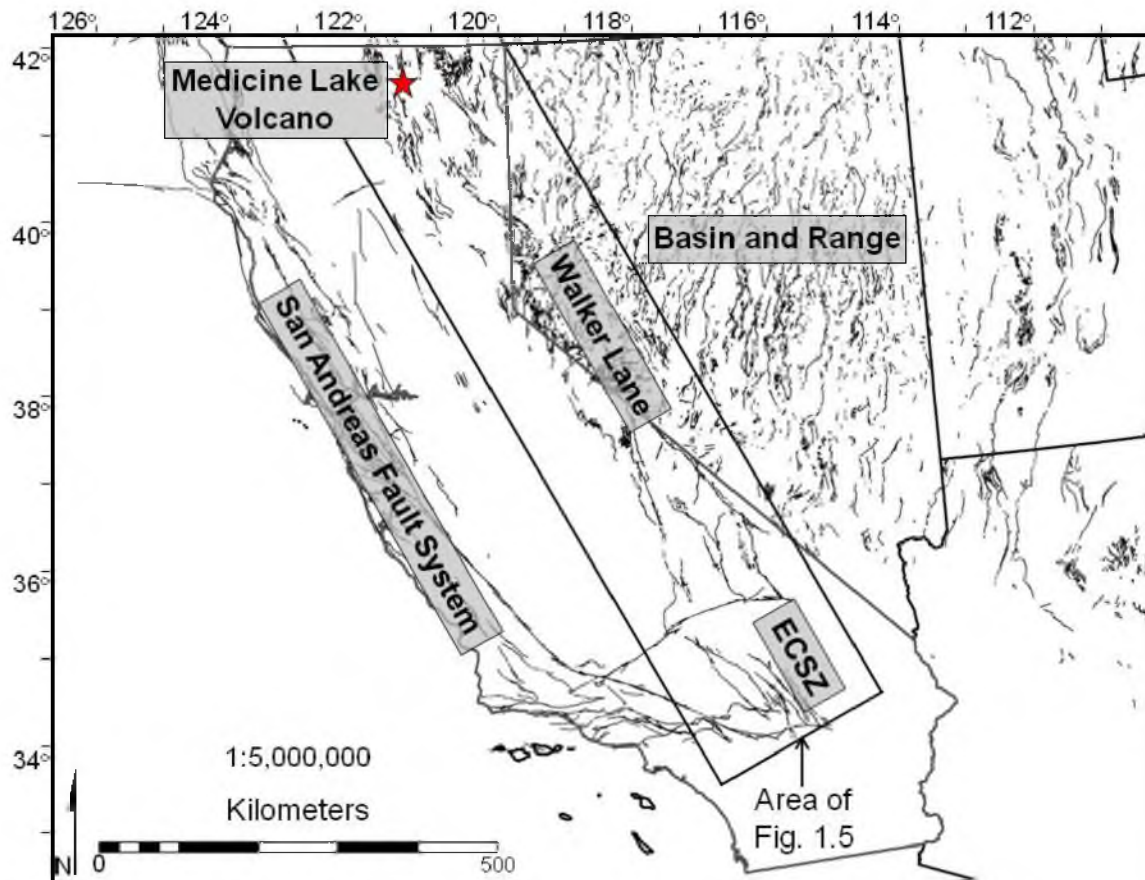 126° 124° 122° 120° 118° 116° 114° 112°
42°
Medicine Lake
Volcano
40°
Basin and Range
Walker Lane
San Andreas Fault System
38°
36°
ECSZ
34°
1:5,000,000
Kilometers
Area of
Fig. 1.5
N
0 500